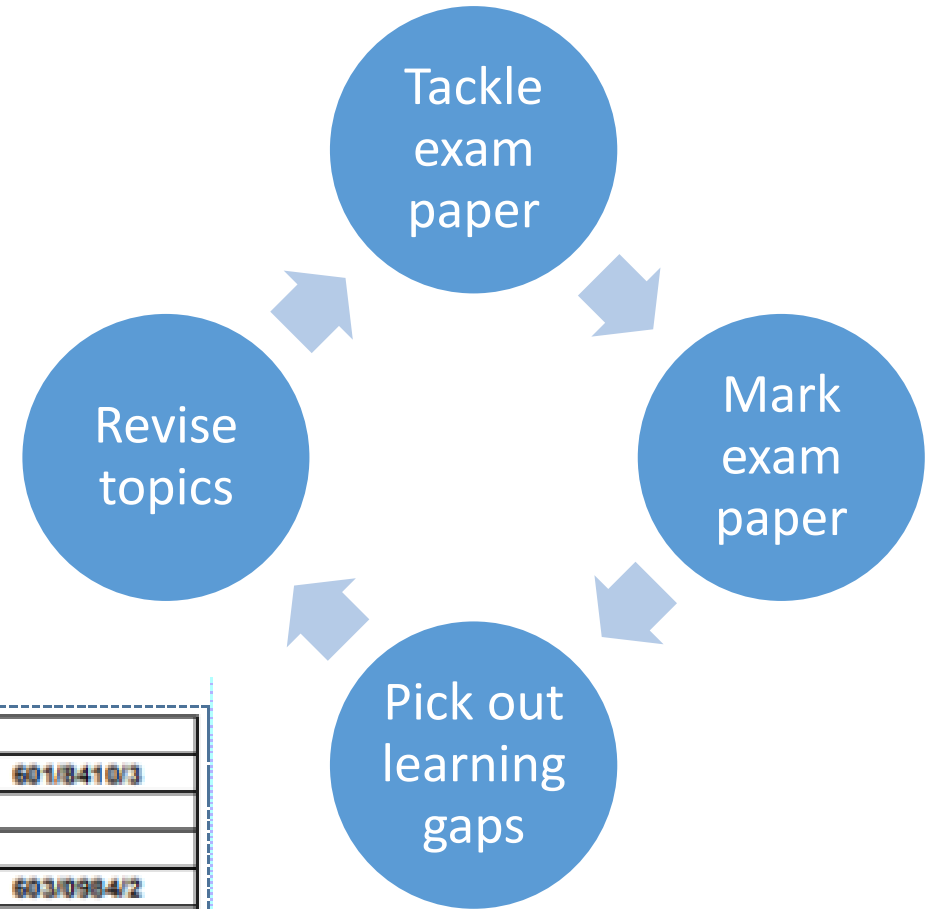 Tackle
exam
paper
Mark
exam
paper
Pick out
learning
gaps
Revise
topics
601/8410/3
603/0984/2